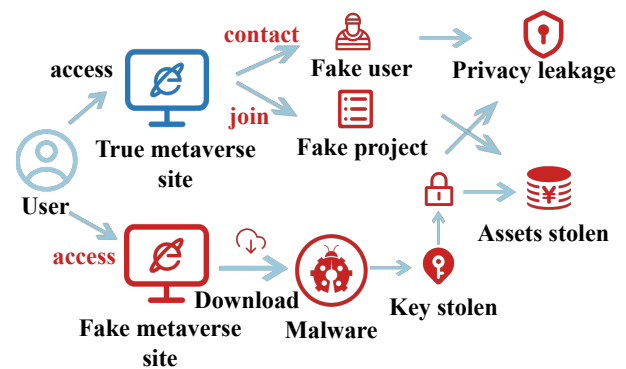 contact
access
Fake user
Privacy leakage
join
True metaverse
site
Fake project
User
¥
Assets stolen
access
Download
Key stolen
Fake metaverse
site
Malware